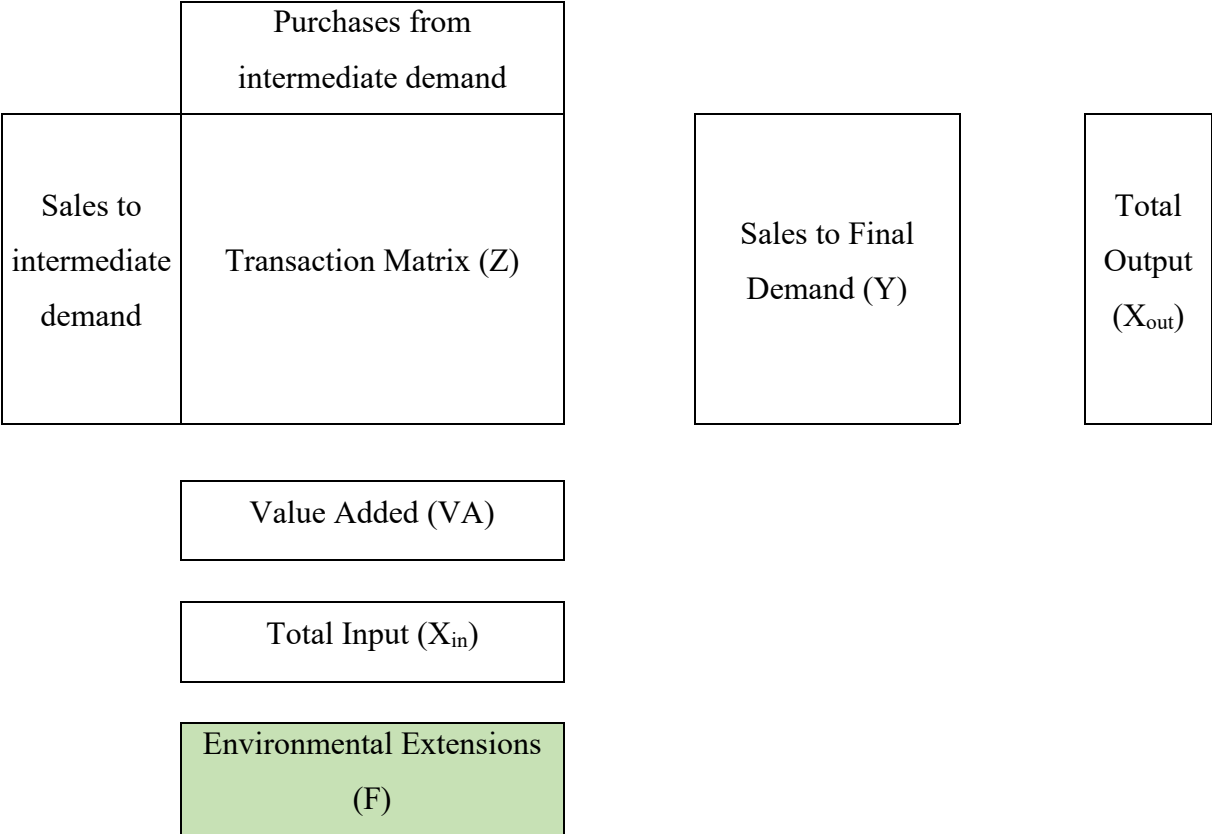 Purchases from
intermediate demand
Sales to
intermediate
demand
Transaction Matrix (Z)
Sales to Final
Demand (Y)
Total
Output
(Xout)
Value Added (VA)
Total Input (Xin)
Environmental Extensions
(F)